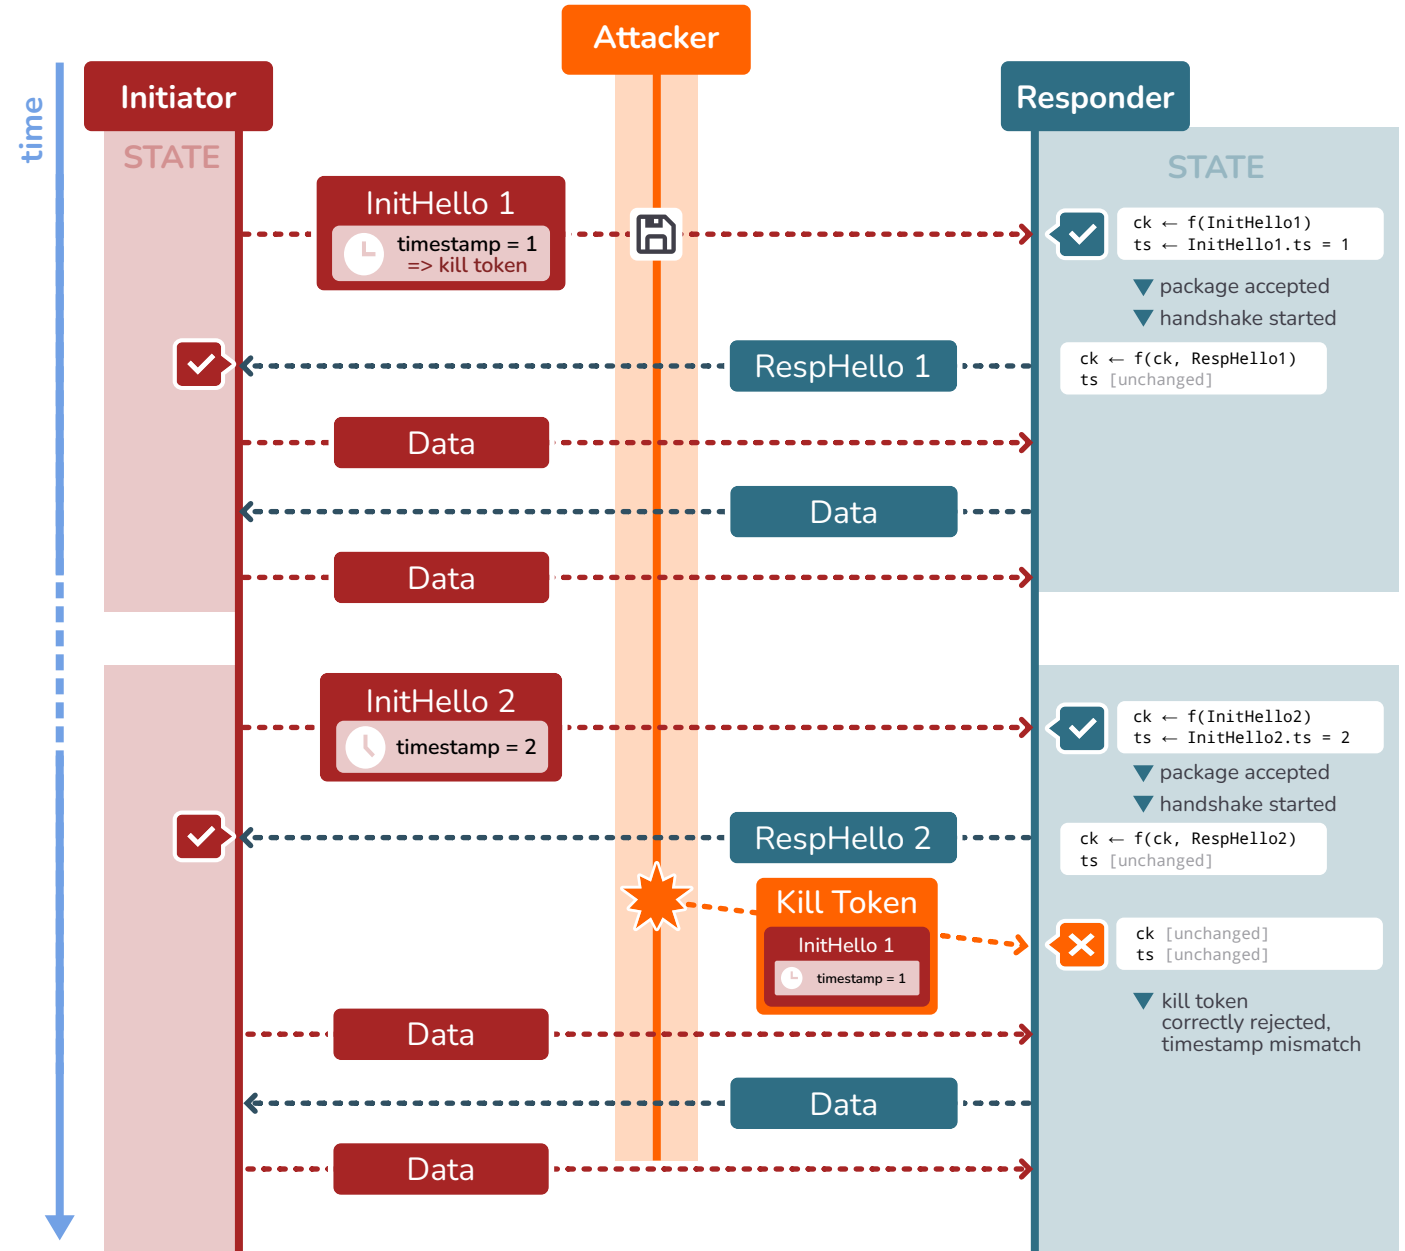 Attacker
Initiator
Responder
time
STATE
STATE
InitHello 1
timestamp = 1
=> kill token
ck ← f(InitHello1)
ts ← InitHello1.ts = 1
package accepted
handshake started
RespHello 1
ck ← f(ck, RespHello1)
ts [unchanged]
Data
Data
Data
InitHello 2
timestamp = 2
ck ← f(InitHello2)
ts ← InitHello2.ts = 2
package accepted
handshake started
RespHello 2
ck ← f(ck, RespHello2)
ts [unchanged]
Kill Token
InitHello 1
timestamp = 1
ck [unchanged]
ts [unchanged]
kill token
correctly rejected,
timestamp mismatch
Data
Data
Data